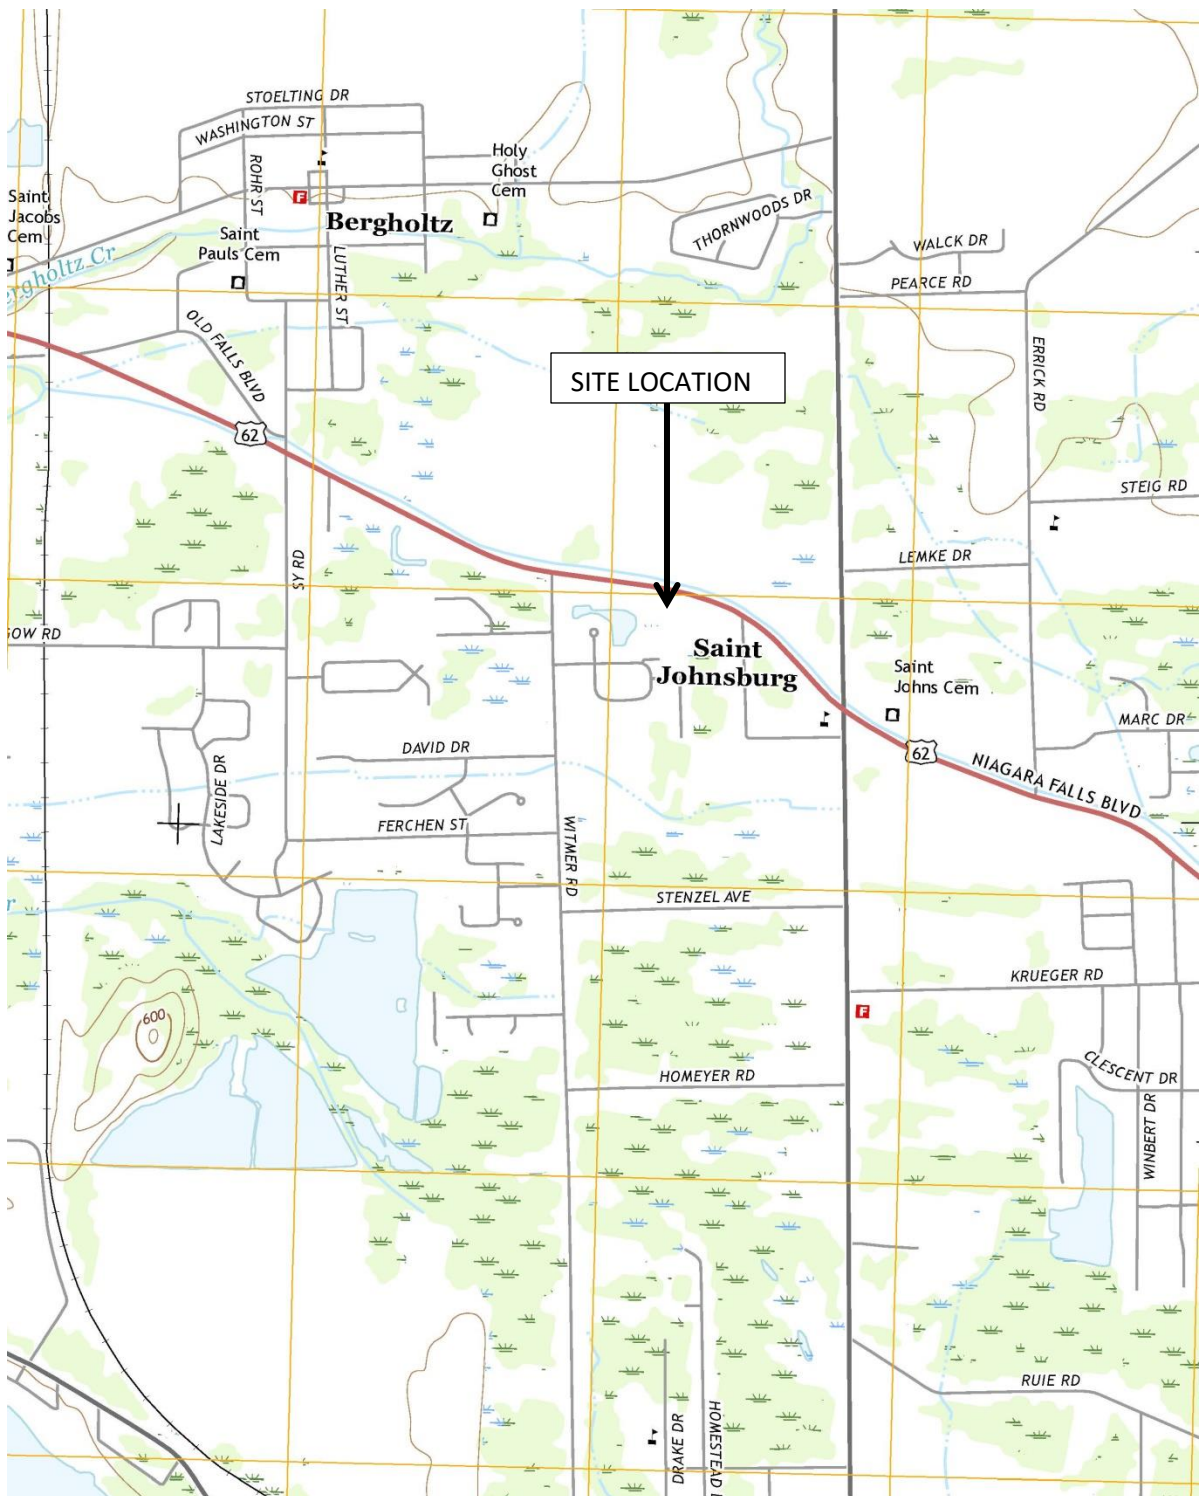 STOELTING DR
WASHINGTON ST
ROHR ST
Holy
Ghost
Cem
Saint
Jacobs
Cem
F
Bergholtz
THORNWOODS DR
Saint
Pauls Cem
LUTHER ST
WALCK DR
PEARCE RD
Bergholtz Cr
OLD FALLS BLVD
ERRICK RD
SITE LOCATION
62
STEIG RD
LEMKE DR
SY RD
OW RD
Saint
Johnsburg
Saint
Johns Cem
MARC DR
DAVID DR
62
NIAGARA FALLS BLVD
LAKESIDE DR
FERCHEN ST
WITMER RD
STENZEL AVE
r
KRUEGER RD
600
F
CLESCENT DR
HOMEYER RD
WINBERT DR
RUIE RD
DRAKE DR
HOMESTEAD